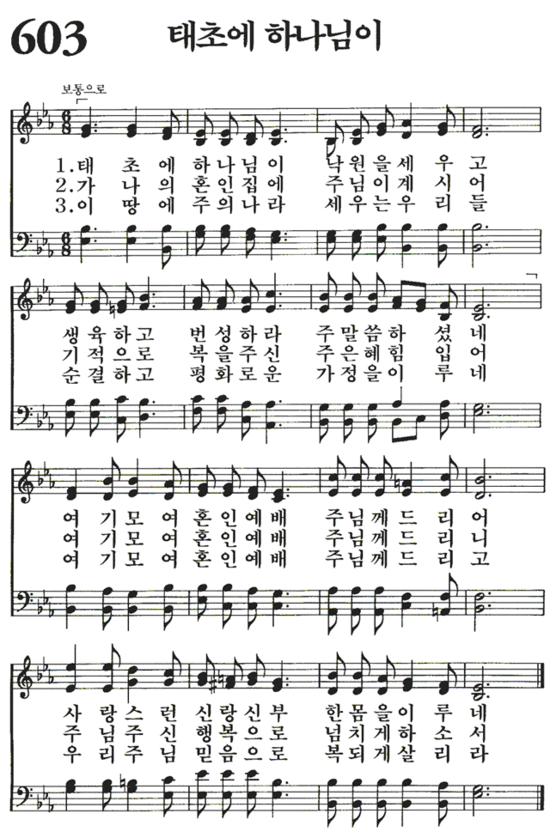 603 태초에 하나님이
보통으로
1.태 초에 하나님이 낙원을세우고
2.가 나의 혼인집에 주님이계시어
3.이 땅에 주의나라 세우는우리들
생육하고 번성하라 주말씀하 셨네
기적으로 복을주신 주은혜힘 입어
순결하고 평화로운 가정을이 루네
여 기모여 혼인예배 주님께드리어
여 기모여 혼인예배 주님께드리니
여 기모여 혼인예배 주님께드리고
사 랑스런 신랑신부 한몸을이루네
주 님주신 행복으로 넘치게하소서
우 리주님 믿음으로 복되게살리라